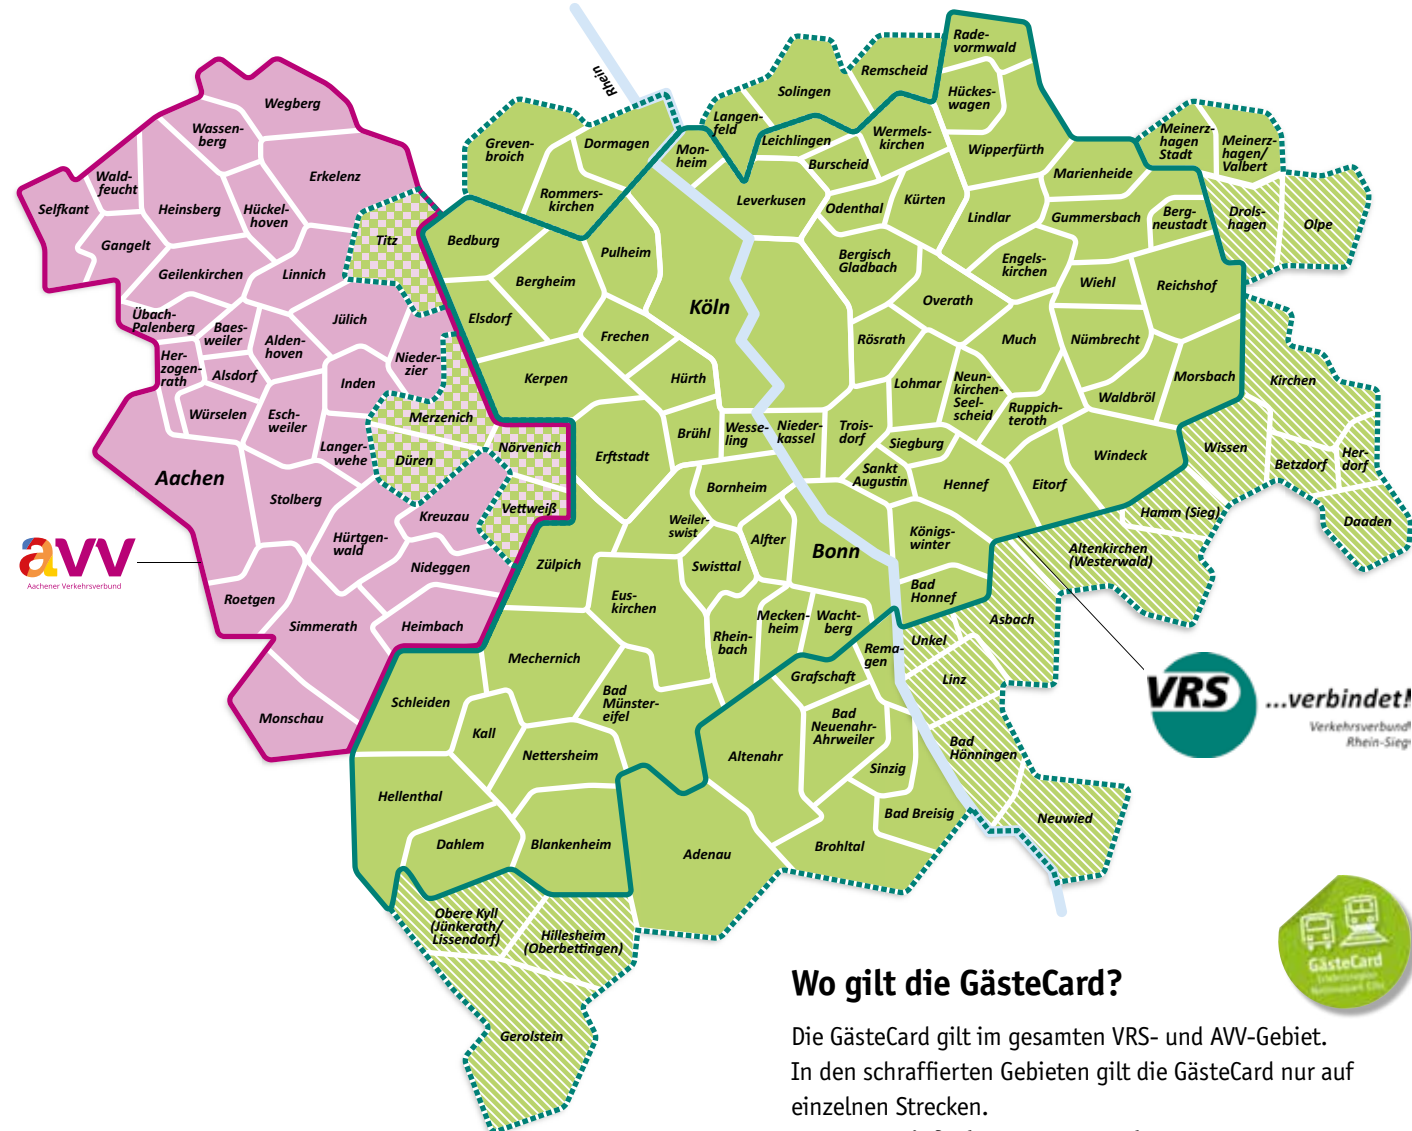 Rhein
Rade-
vormwald
Remscheid
Solingen
Hückes-
wagen
Wegberg
Wassen-
berg
Langen-
feld
Leichlingen
Wermels-
kirchen
Meinerz-
hagen
Stadt
Meinerz-
hagen/
Valbert
Greven-
broich
Dormagen
Mon-
heim
Burscheid
Wipperfürth
Marienheide
Wald-
feucht
Erkelenz
Selfkant
Heinsberg
Hückel-
hoven
Rommers-
kirchen
Leverkusen
Odenthal
Kürten
Lindlar
Gummersbach
Berg-
neustadt
Drols-
hagen
Olpe
Gangelt
Titz
Bedburg
Pulheim
Bergisch
Gladbach
Engels-
kirchen
Geilenkirchen
Linnich
Bergheim
Wiehl
Reichshof
Übach-
Palenberg
Baes-
weiler
Jülich
Elsdorf
Köln
Overath
Alden-
hoven
Frechen
Rösrath
Much
Nümbrecht
Her-
zogen-
rath
Alsdorf
Inden
Nieder-
zier
Kerpen
Hürth
Lohmar
Neun-
kirchen-
Seel-
scheid
Ruppich-
teroth
Waldbröl
Morsbach
Kirchen
Würselen
Esch-
weiler
Merzenich
Langer-
wehe
Düren
Nörvenich
Erftstadt
Brühl
Wesse-
ling
Nieder-
kassel
Trois-
dorf
Siegburg
Windeck
Wissen
Betzdorf
Her-
dorf
Aachen
Stolberg
Vettweiß
Bornheim
Sankt
Augustin
Hennef
Eitorf
Hamm (Sieg)
Daaden
Kreuzau
Hürtgen-
wald
Weiler-
swist
Alfter
Bonn
Königs-
winter
Altenkirchen
(Westerwald)
avv
Aachener Verkehrsverbund
Nideggen
Zülpich
Swisttal
Roetgen
Simmerath
Heimbach
Eus-
kirchen
Rhein-
bach
Mecken-
heim
Wacht-
berg
Bad
Honnef
Asbach
Mechernich
Rema-
gen
Unkel
Grafschaft
Linz
Monschau
Schleiden
Bad
Münster-
eifel
Kall
Nettersheim
Altenahr
Bad
Neuenahr-
Ahrweiler
Sinzig
Bad
Hönningen
VRS
...verbindet!
Verkehrsverbund
Rhein-Sieg
Hellenthal
Bad Breisig
Neuwied
Dahlem
Blankenheim
Adenau
Brohltal
Obere Kyll
(Jünkerath/
Lissendorf)
Hillesheim
(Oberbettingen)
Gerolstein
GästeCard
Wo gilt die GästeCard?
Die GästeCard gilt im gesamten VRS- und AVV-Gebiet.
In den schraffierten Gebieten gilt die GästeCard nur auf
einzelnen Strecken.